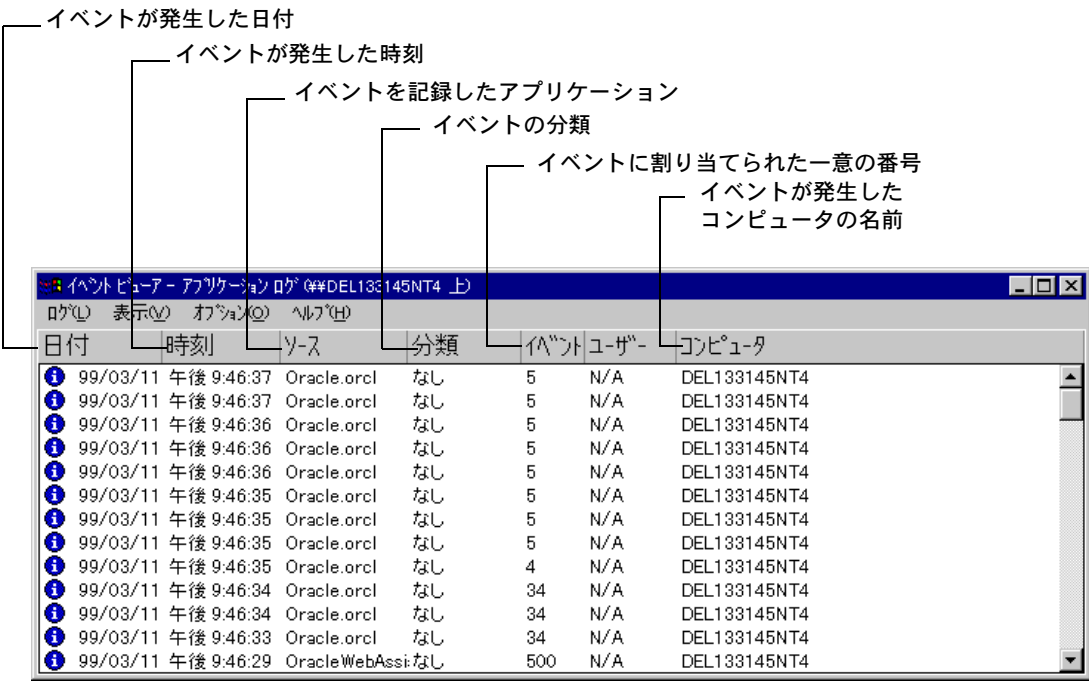 イベントが発生した日付
イベントが発生した時刻
イベントを記録したアプリケーション
イベントの分類
イベントに割り当てられた一意の番号
イベントが発生した
コンピュータの名前
ｲﾍﾞﾝﾄ ﾋﾞｭｰｱ - ｱﾌﾟﾘｹｰｼｮﾝ ﾛｸﾞ (¥¥DEL133145NT4 上)
ﾛｸﾞ(L) 表示(V) ｵﾌﾟｼｮﾝ(O) ﾍﾙﾌﾟ(H)
日付 時刻 ｿｰｽ 分類 ｲﾍﾞﾝﾄ ﾕｰｻﾞｰ ｺﾝﾋﾟｭｰﾀ
99/03/11 午後 9:46:37 Oracle.orcl なし 5 N/A DEL133145NT4
99/03/11 午後 9:46:37 Oracle.orcl なし 5 N/A DEL133145NT4
99/03/11 午後 9:46:36 Oracle.orcl なし 5 N/A DEL133145NT4
99/03/11 午後 9:46:36 Oracle.orcl なし 5 N/A DEL133145NT4
99/03/11 午後 9:46:36 Oracle.orcl なし 5 N/A DEL133145NT4
99/03/11 午後 9:46:35 Oracle.orcl なし 5 N/A DEL133145NT4
99/03/11 午後 9:46:35 Oracle.orcl なし 5 N/A DEL133145NT4
99/03/11 午後 9:46:35 Oracle.orcl なし 5 N/A DEL133145NT4
99/03/11 午後 9:46:35 Oracle.orcl なし 4 N/A DEL133145NT4
99/03/11 午後 9:46:34 Oracle.orcl なし 34 N/A DEL133145NT4
99/03/11 午後 9:46:34 Oracle.orcl なし 34 N/A DEL133145NT4
99/03/11 午後 9:46:33 Oracle.orcl なし 34 N/A DEL133145NT4
99/03/11 午後 9:46:29 OracleWebAssi なし 500 N/A DEL133145NT4